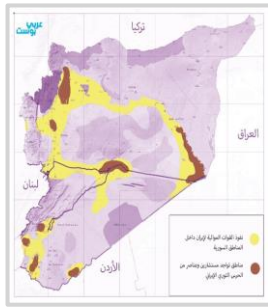 عربي
بوست
تركيا
العراق
لبنان
الأردن
نفوذ القوات الموالية لإيران داخل
المناطق السورية
مناطق تواجد مستشارين وعناصر من
الحرس الثوري الإيراني